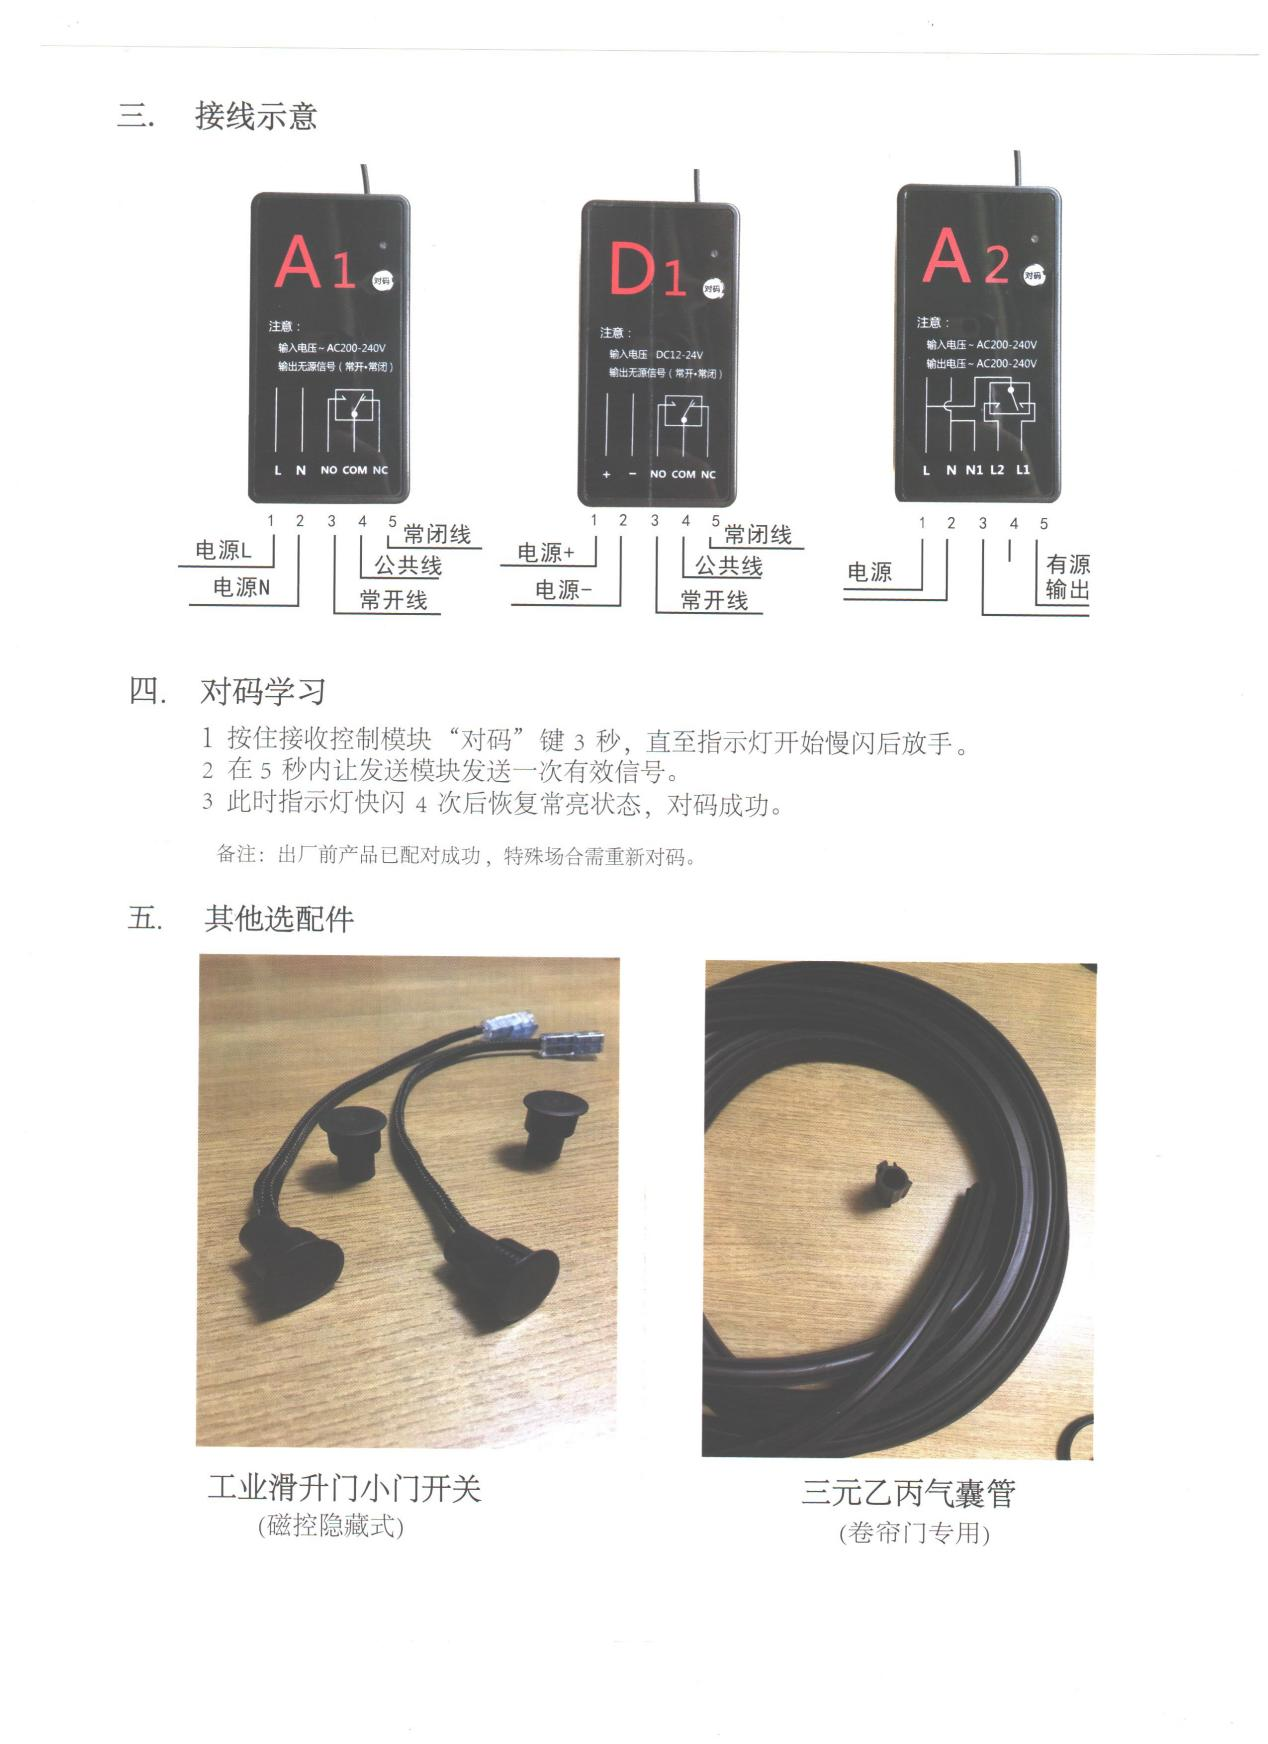 三. 接线示意
A1
对码
注意：
输入电压~AC200-240V
输出无源信号（常开•常闭）
L N NO COM NC
1 2 3 4 5
电源L
电源N
常闭线
公共线
常开线
D1
对码
注意：
输入电压 DC12-24V
输出无源信号（常开•常闭）
+ − NO COM NC
1 2 3 4 5
电源+
电源-
常闭线
公共线
常开线
A2
对码
注意：
输入电压~AC200-240V
输出电压~AC200-240V
L N N1 L2 L1
1 2 3 4 5
电源
有源
输出
四. 对码学习
1 按住接收控制模块“对码”键 3 秒，直至指示灯开始慢闪后放手。
2 在 5 秒内让发送模块发送一次有效信号。
3 此时指示灯快闪 4 次后恢复常亮状态，对码成功。
备注：出厂前产品已配对成功，特殊场合需重新对码。
五. 其他选配件
工业滑升门小门开关
(磁控隐藏式)
三元乙丙气囊管
(卷帘门专用)